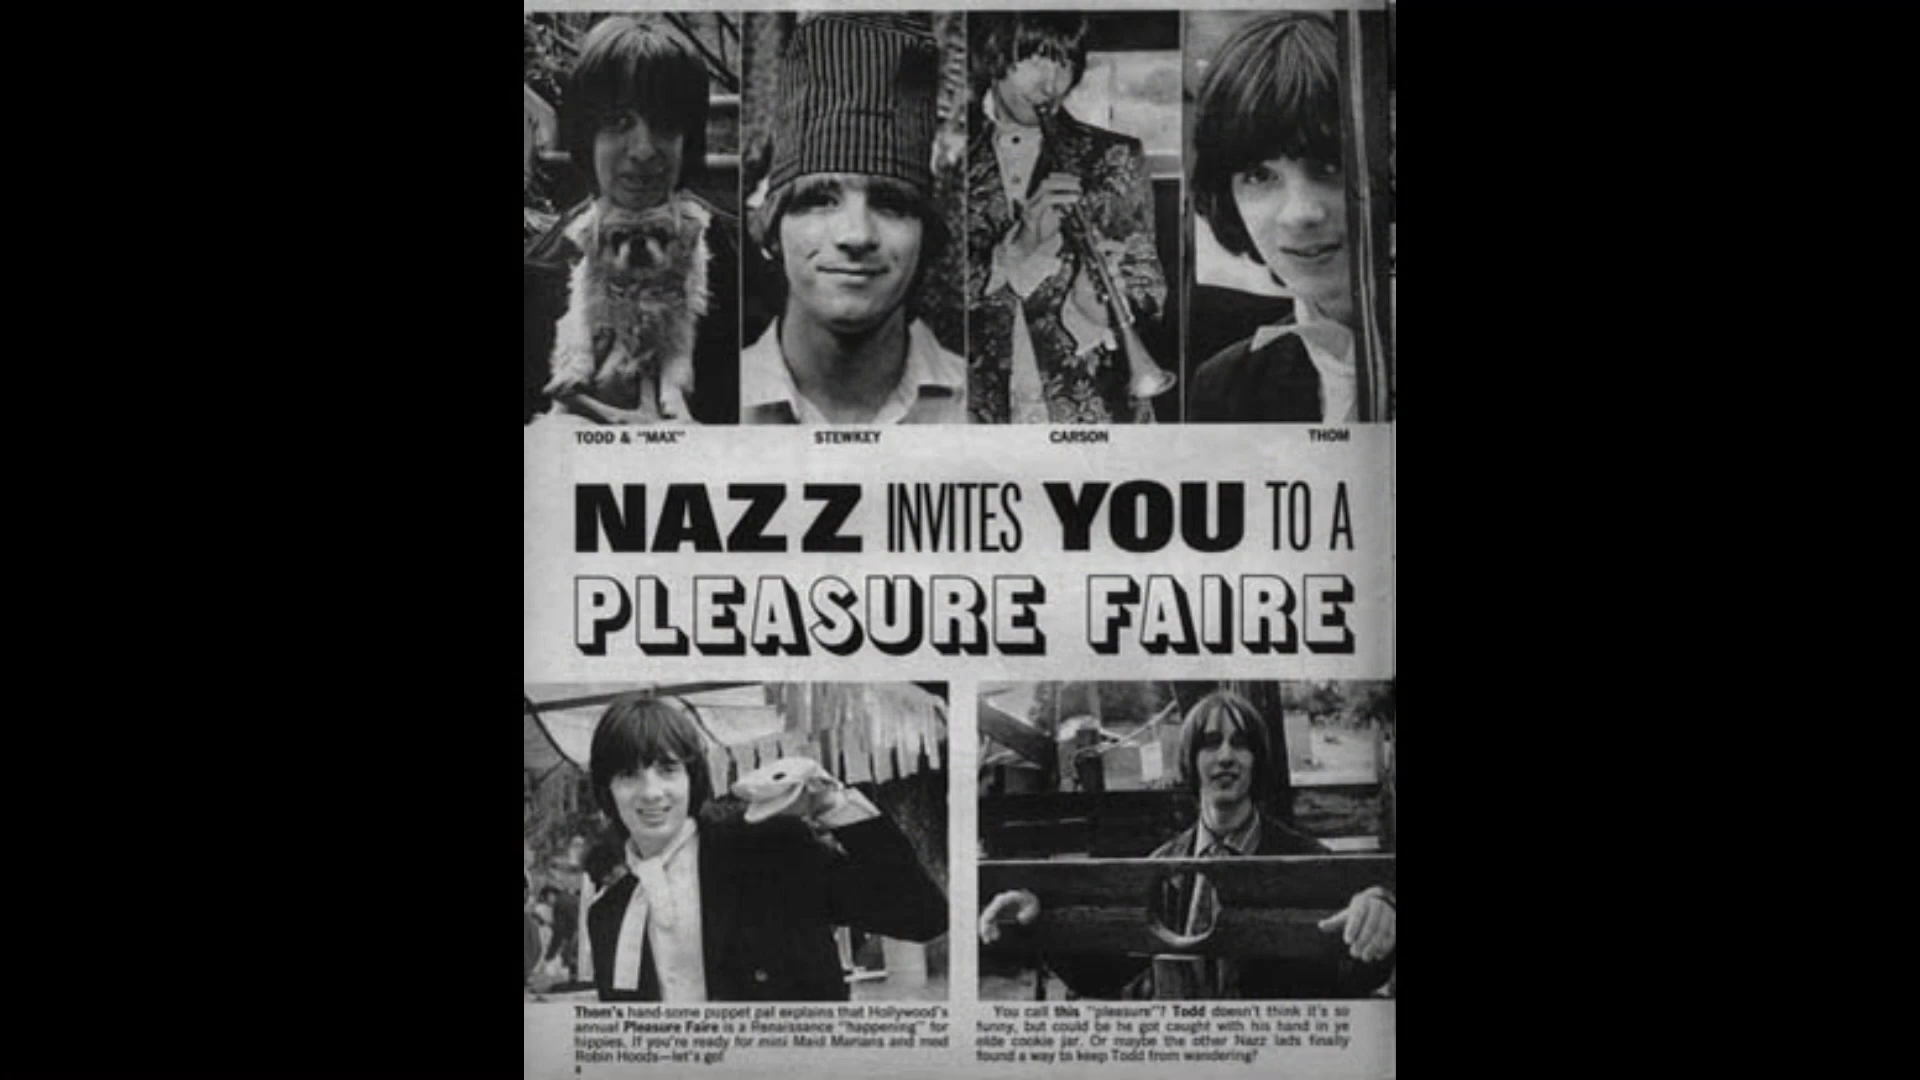 TODD & "MAX" STEWKEY CARSON THOM
NAZZ INVITES YOU TO A
PLEASURE FAIRE
Thom's hand-some puppet pal explains that Hollywood's
annual Pleasure Faire is a Renaissance "happening" for
hippies. If you're ready for mini Maid Marians and mod
Robin Hoods—let's go!
8
You call this "pleasure"? Todd doesn't think it's so
funny, but could be he got caught with his hand in ye
olde cookie jar. Or maybe the other Nazz lads finally
found a way to keep Todd from wandering?